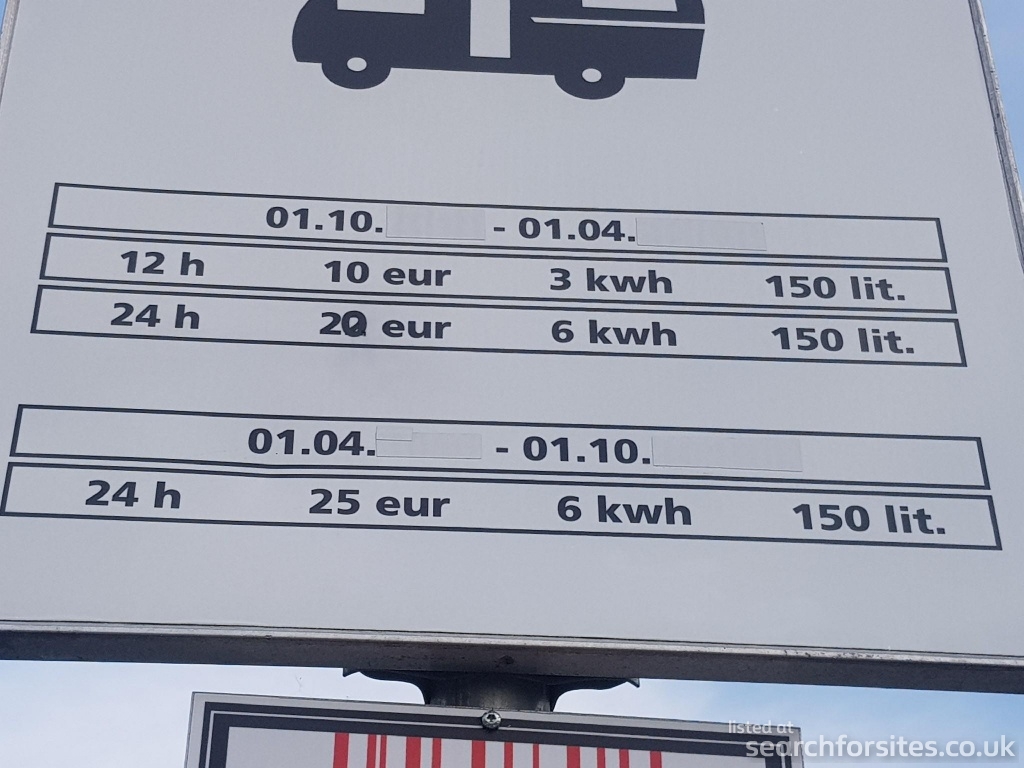 01.10. - 01.04.
12 h 10 eur 3 kwh 150 lit.
24 h 20 eur 6 kwh 150 lit.
01.04. - 01.10.
24 h 25 eur 6 kwh 150 lit.
listed at
searchforsites.co.uk